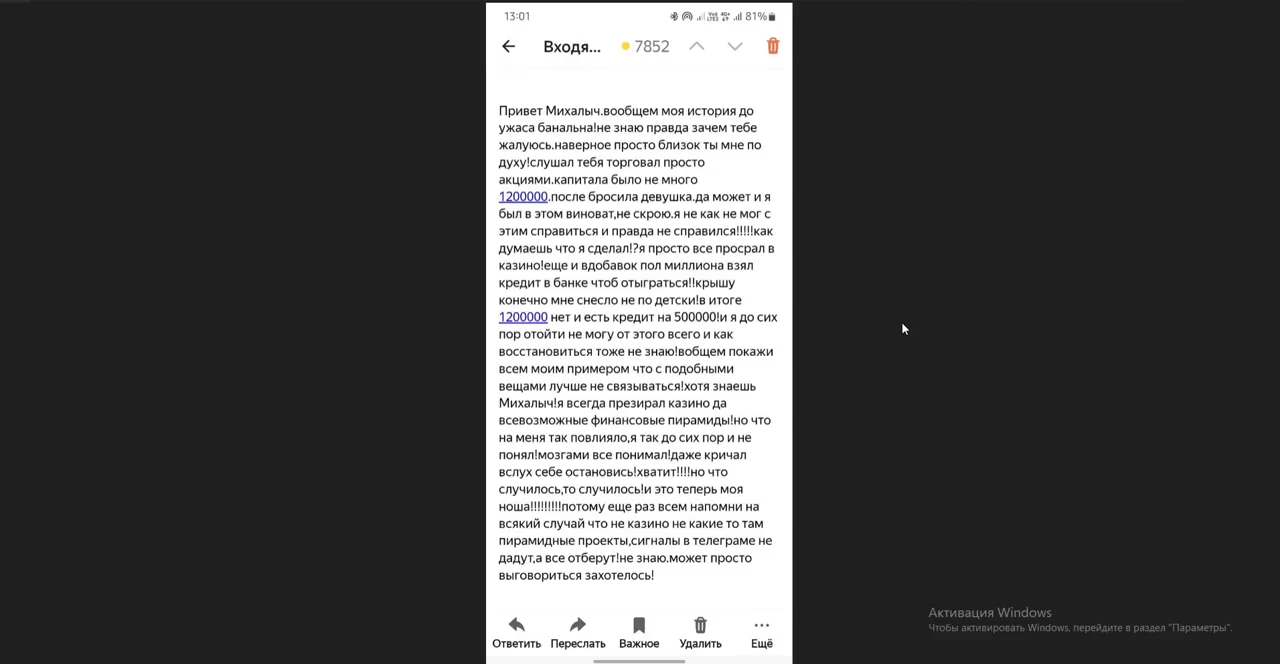 13:01
81%
Входя...
7852
Привет Михалыч.вообщем моя история до
ужаса банальна!не знаю правда зачем тебе
жалуюсь.наверное просто близок ты мне по
духу!слушал тебя торговал просто
акциями.капитала было не много
1200000.после бросила девушка.да может и я
был в этом виноват,не скрою.я не как не мог с
этим справиться и правда не справился!!!!!как
думаешь что я сделал!?я просто все просрал в
казино!еще и вдобавок пол миллиона взял
кредит в банке чтоб отыграться!!крышу
конечно мне снесло не по детски!в итоге
1200000 нет и есть кредит на 500000!и я до сих
пор отойти не могу от этого всего и как
восстановиться тоже не знаю!вобщем покажи
всем моим примером что с подобными
вещами лучше не связываться!хотя знаешь
Михалыч!я всегда презирал казино да
всевозможные финансовые пирамиды!но что
на меня так повлияло,я так до сих пор и не
понял!мозгами все понимал!даже кричал
вслух себе остановись!хватит!!!!но что
случилось,то случилось!и это теперь моя
ноша!!!!!!!!!потому еще раз всем напомни на
всякий случай что не казино не какие то там
пирамидные проекты,сигналы в телеграме не
дадут,а все отберут!не знаю.может просто
выговориться захотелось!
Ответить Переслать Важное Удалить Ещё
Активация Windows
Чтобы активировать Windows, перейдите в раздел "Параметры".